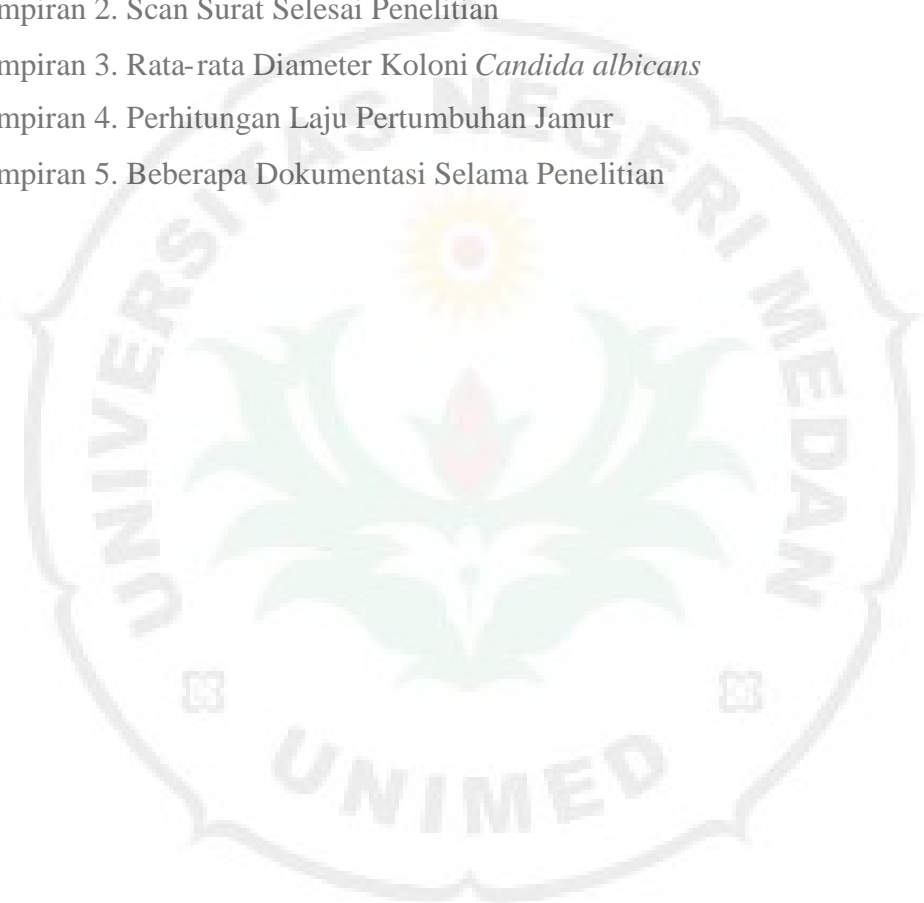 mpiran 2. Scan Surat Selesai Penelitian
mpiran 3. Rata-rata Diameter Koloni Candida albicans
mpiran 4. Perhitungan Laju Pertumbuhan Jamur
mpiran 5. Beberapa Dokumentasi Selama Penelitian
UNIVERSITAS NEGERI MEDAN
UNIMED